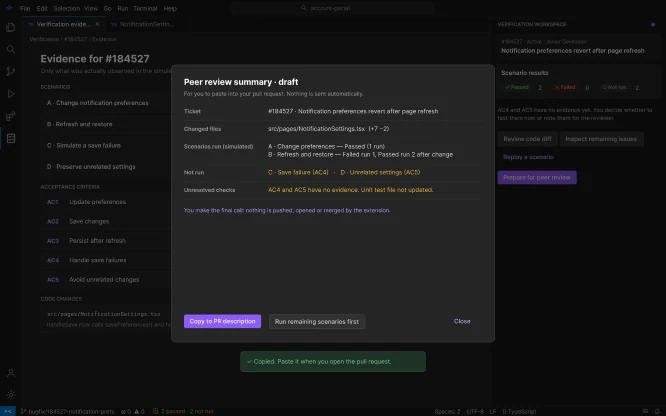 File Edit Selection View Go Run Terminal Help
account-portal
Verification evide...
NotificationSettin...
Verification › #184527 › Evidence
Evidence for #184527
Only what was actually observed in the simula
SCENARIOS
A · Change notification preferences
B · Refresh and restore
C · Simulate a save failure
D · Preserve unrelated settings
ACCEPTANCE CRITERIA
AC1 Update preferences
AC2 Save changes
AC3 Persist after refresh
AC4 Handle save failures
AC5 Avoid unrelated changes
CODE CHANGES
src/pages/NotificationSettings.tsx
handleSave now calls savePreferences() and h
Peer review summary · draft
For you to paste into your pull request. Nothing is sent automatically.
Ticket #184527 · Notification preferences revert after page refresh
Changed files src/pages/NotificationSettings.tsx (+7 −2)
Scenarios run (simulated) A · Change preferences — Passed (1 run)
B · Refresh and restore — Failed run 1, Passed run 2 after change
Not run C · Save failure (AC4) · D · Unrelated settings (AC5)
Unresolved checks AC4 and AC5 have no evidence. Unit test file not updated.
You make the final call: nothing is pushed, opened or merged by the extension.
Copy to PR description
Run remaining scenarios first
Close
✓ Copied. Paste it when you open the pull request.
VERIFICATION WORKSPACE
#184527 · Active · Junior Developer
Notification preferences revert after page refresh
Scenario results
✓ Passed 2 ✕ Failed 0 Not run 2
AC4 and AC5 have no evidence yet. You decide whether to
test them now or note them for the reviewer.
Review code diff
Inspect remaining issues
Replay a scenario
Prepare for peer review
bugfix/184527-notification-prefs 0 0 2 passed · 2 not run
Spaces: 2 UTF-8 LF {} TypeScript